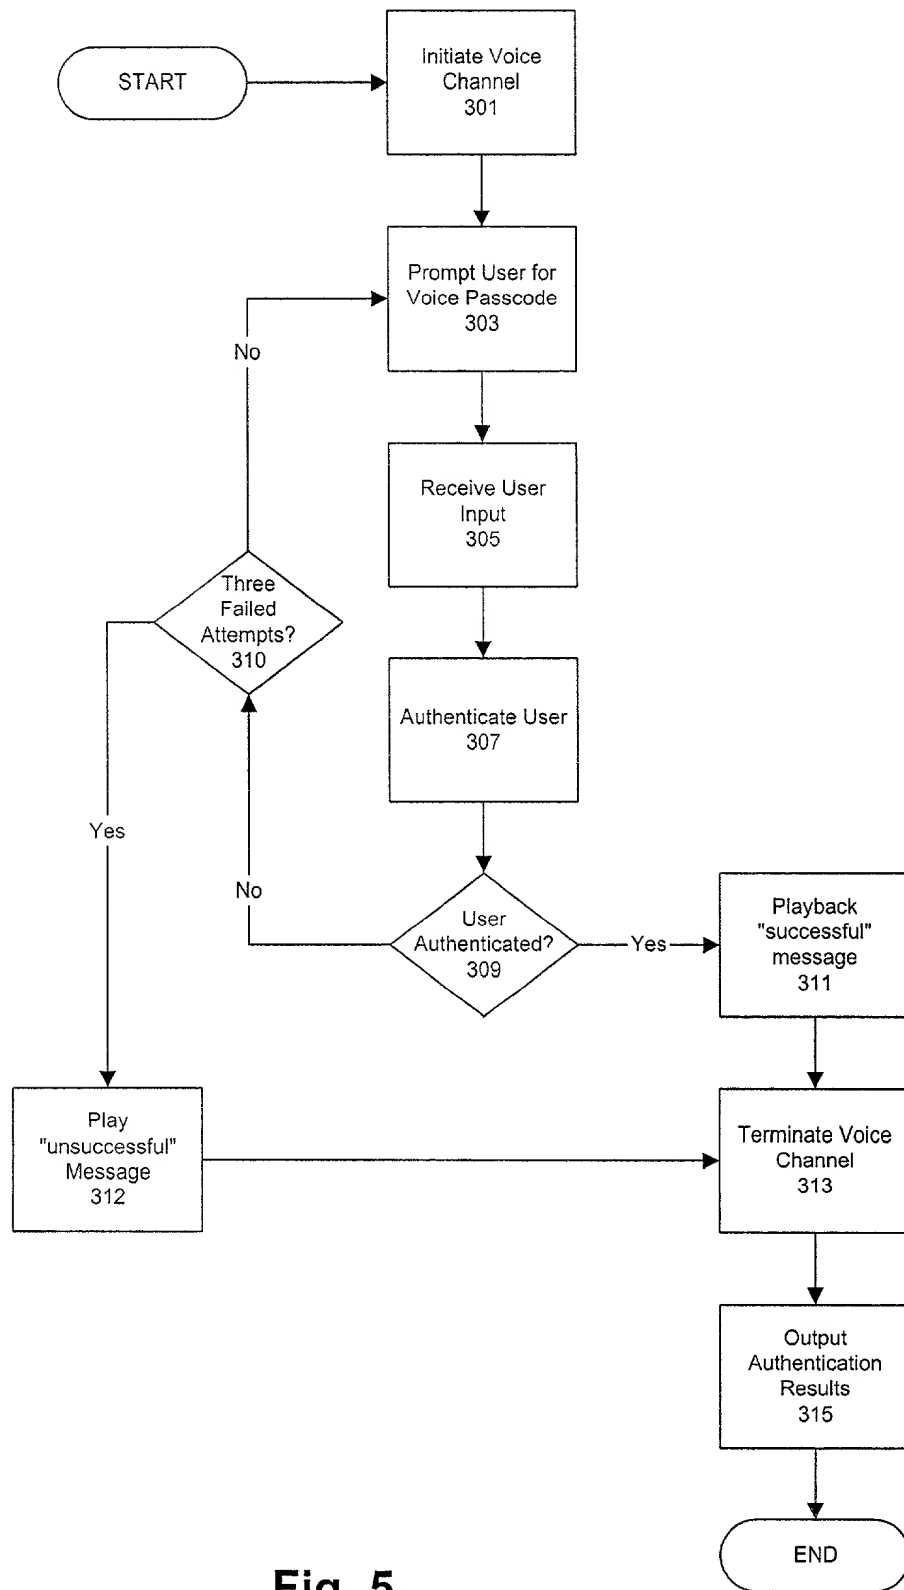 START
Initiate Voice
Channel
301
Prompt User for
Voice Passcode
303
No
Receive User
Input
305
Three
Failed
Attempts?
310
Authenticate User
307
Yes
No
User
Authenticated?
309
Yes
Playback
"successful"
message
311
Play
"unsuccessful"
Message
312
Terminate Voice
Channel
313
Output
Authentication
Results
315
END
Fig. 5